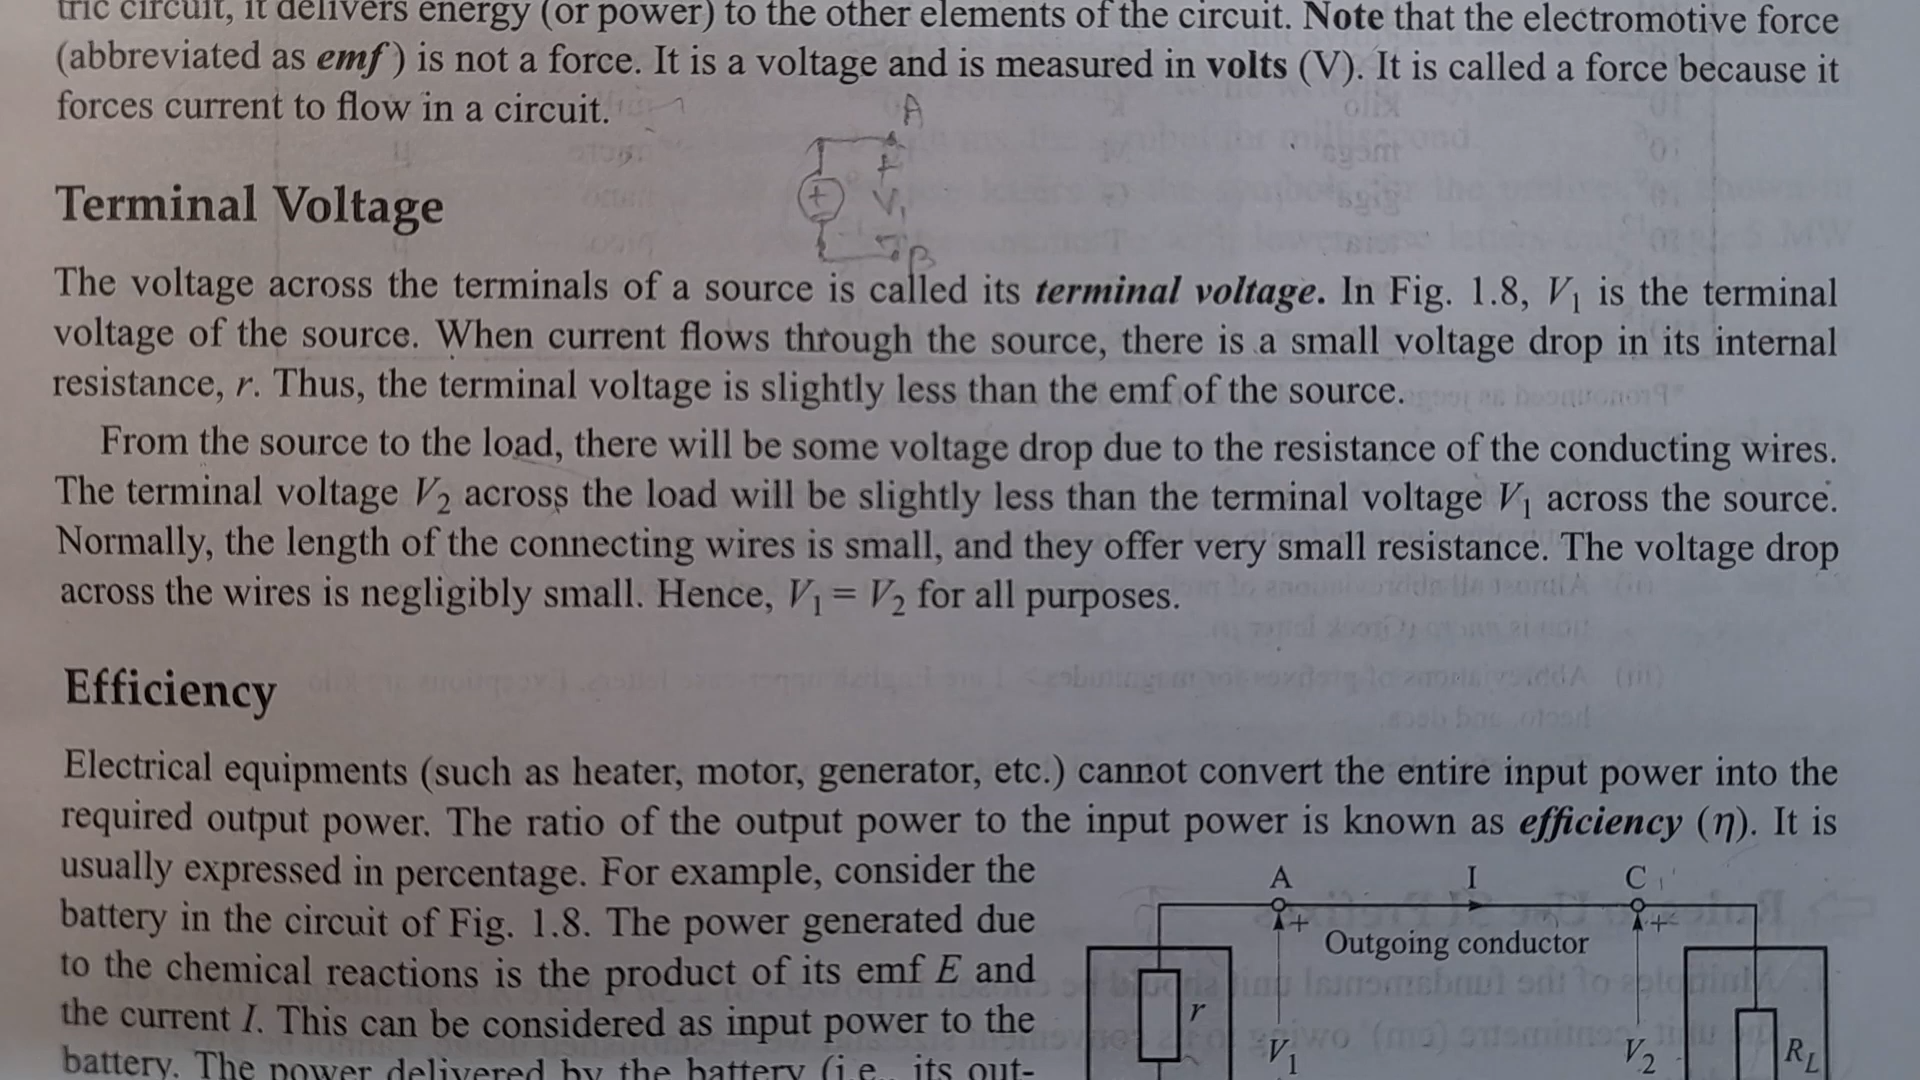 tric circuit, it delivers energy (or power) to the other elements of the circuit. Note that the electromotive force
(abbreviated as emf) is not a force. It is a voltage and is measured in volts (V). It is called a force because it
forces current to flow in a circuit.
A
+
+ V1
B
Terminal Voltage
The voltage across the terminals of a source is called its terminal voltage. In Fig. 1.8, V1 is the terminal
voltage of the source. When current flows through the source, there is a small voltage drop in its internal
resistance, r. Thus, the terminal voltage is slightly less than the emf of the source.
From the source to the load, there will be some voltage drop due to the resistance of the conducting wires.
The terminal voltage V2 across the load will be slightly less than the terminal voltage V1 across the source.
Normally, the length of the connecting wires is small, and they offer very small resistance. The voltage drop
across the wires is negligibly small. Hence, V1 = V2 for all purposes.
Efficiency
Electrical equipments (such as heater, motor, generator, etc.) cannot convert the entire input power into the
required output power. The ratio of the output power to the input power is known as efficiency (η). It is
usually expressed in percentage. For example, consider the
battery in the circuit of Fig. 1.8. The power generated due
to the chemical reactions is the product of its emf E and
the current I. This can be considered as input power to the
battery. The power delivered by the battery (i.e., its out-
A I C
+ +
Outgoing conductor
r
V1 V2 RL